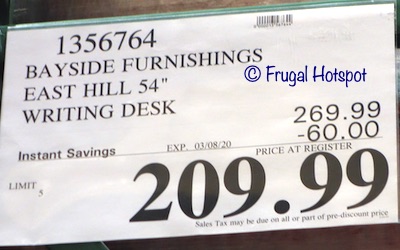 1356764
BAYSIDE FURNISHINGS
© Frugal Hotspot
EAST HILL 54"
WRITING DESK
269.99
-60.00
Instant Savings EXP. 03/08/20 PRICE AT REGISTER
LIMIT 5
209.99
Sales Tax may be due on all or part of pre-discount price